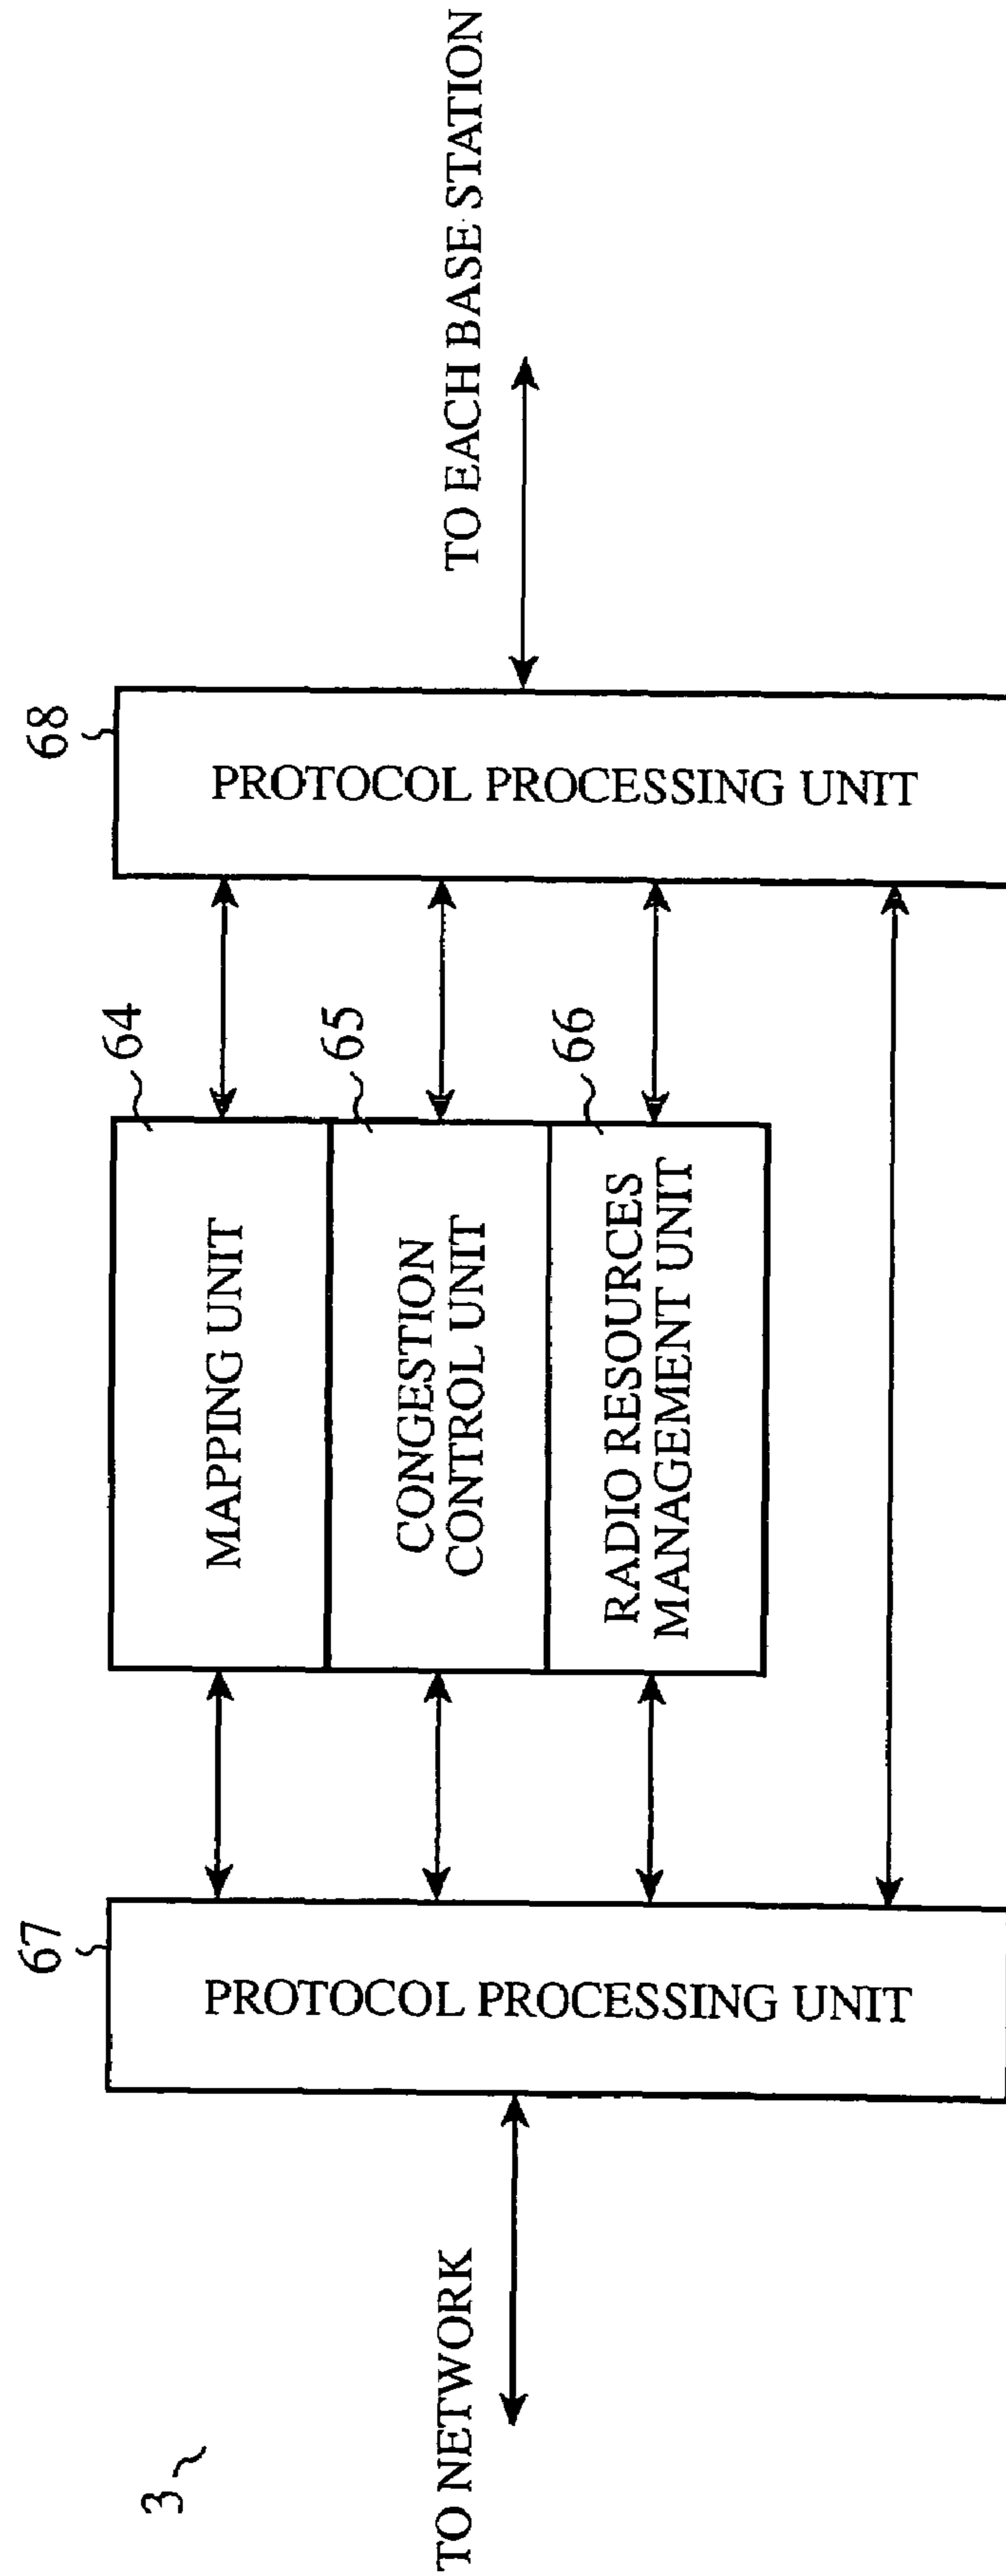 3
TO NETWORK
67
PROTOCOL PROCESSING UNIT
64
MAPPING UNIT
65
CONGESTION
CONTROL UNIT
66
RADIO RESOURCES
MANAGEMENT UNIT
68
PROTOCOL PROCESSING UNIT
TO EACH BASE STATION